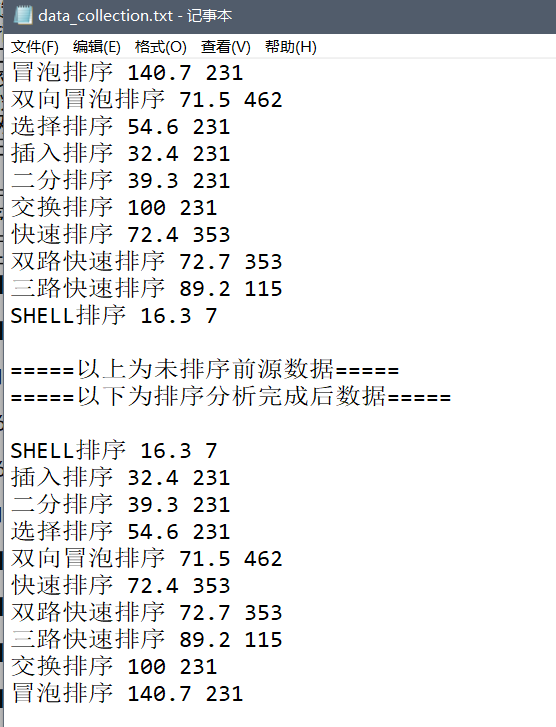 data_collection.txt - 记事本
文件(F) 编辑(E) 格式(O) 查看(V) 帮助(H)
冒泡排序 140.7 231
双向冒泡排序 71.5 462
选择排序 54.6 231
插入排序 32.4 231
二分排序 39.3 231
交换排序 100 231
快速排序 72.4 353
双路快速排序 72.7 353
三路快速排序 89.2 115
SHELL排序 16.3 7
=====以上为未排序前源数据=====
=====以下为排序分析完成后数据=====
SHELL排序 16.3 7
插入排序 32.4 231
二分排序 39.3 231
选择排序 54.6 231
双向冒泡排序 71.5 462
快速排序 72.4 353
双路快速排序 72.7 353
三路快速排序 89.2 115
交换排序 100 231
冒泡排序 140.7 231